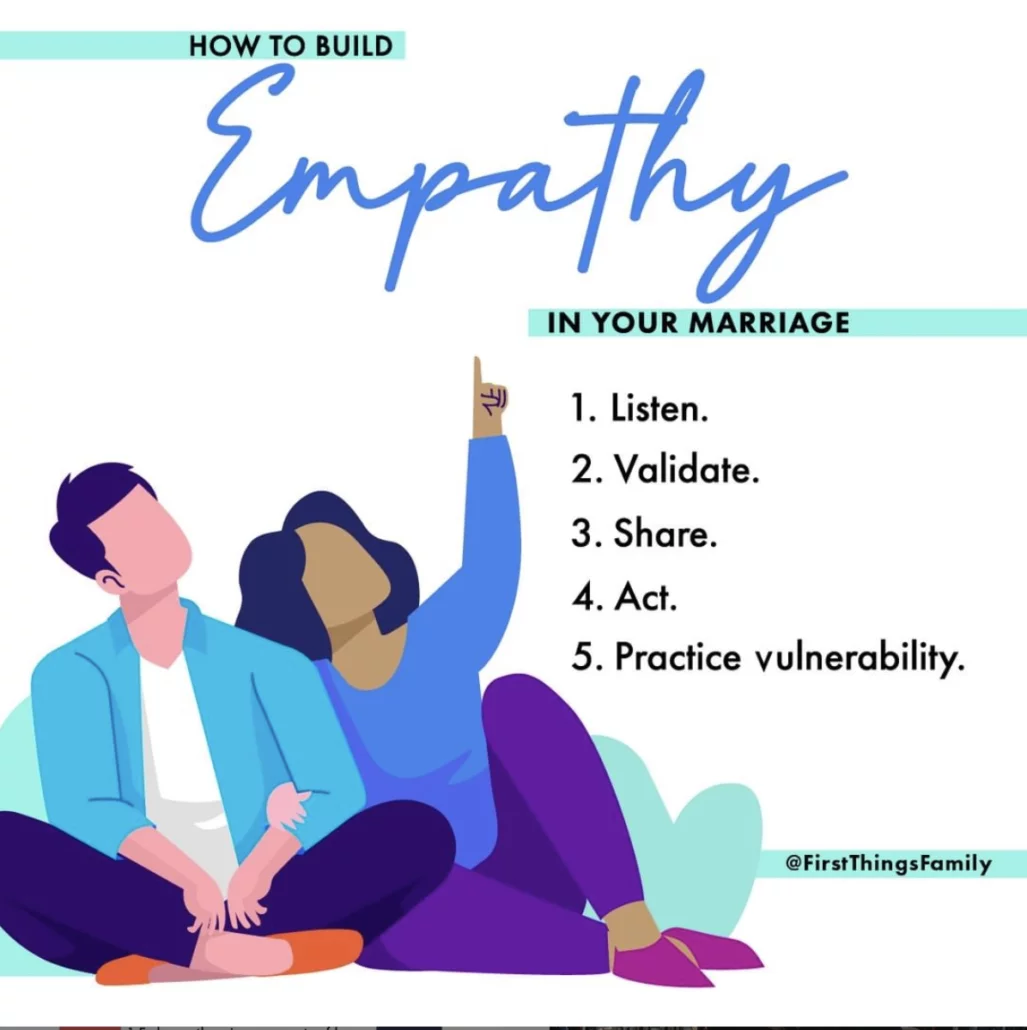 HOW TO BUILD
Empathy
IN YOUR MARRIAGE
1. Listen.
2. Validate.
3. Share.
4. Act.
5. Practice vulnerability.
@FirstThingsFamily